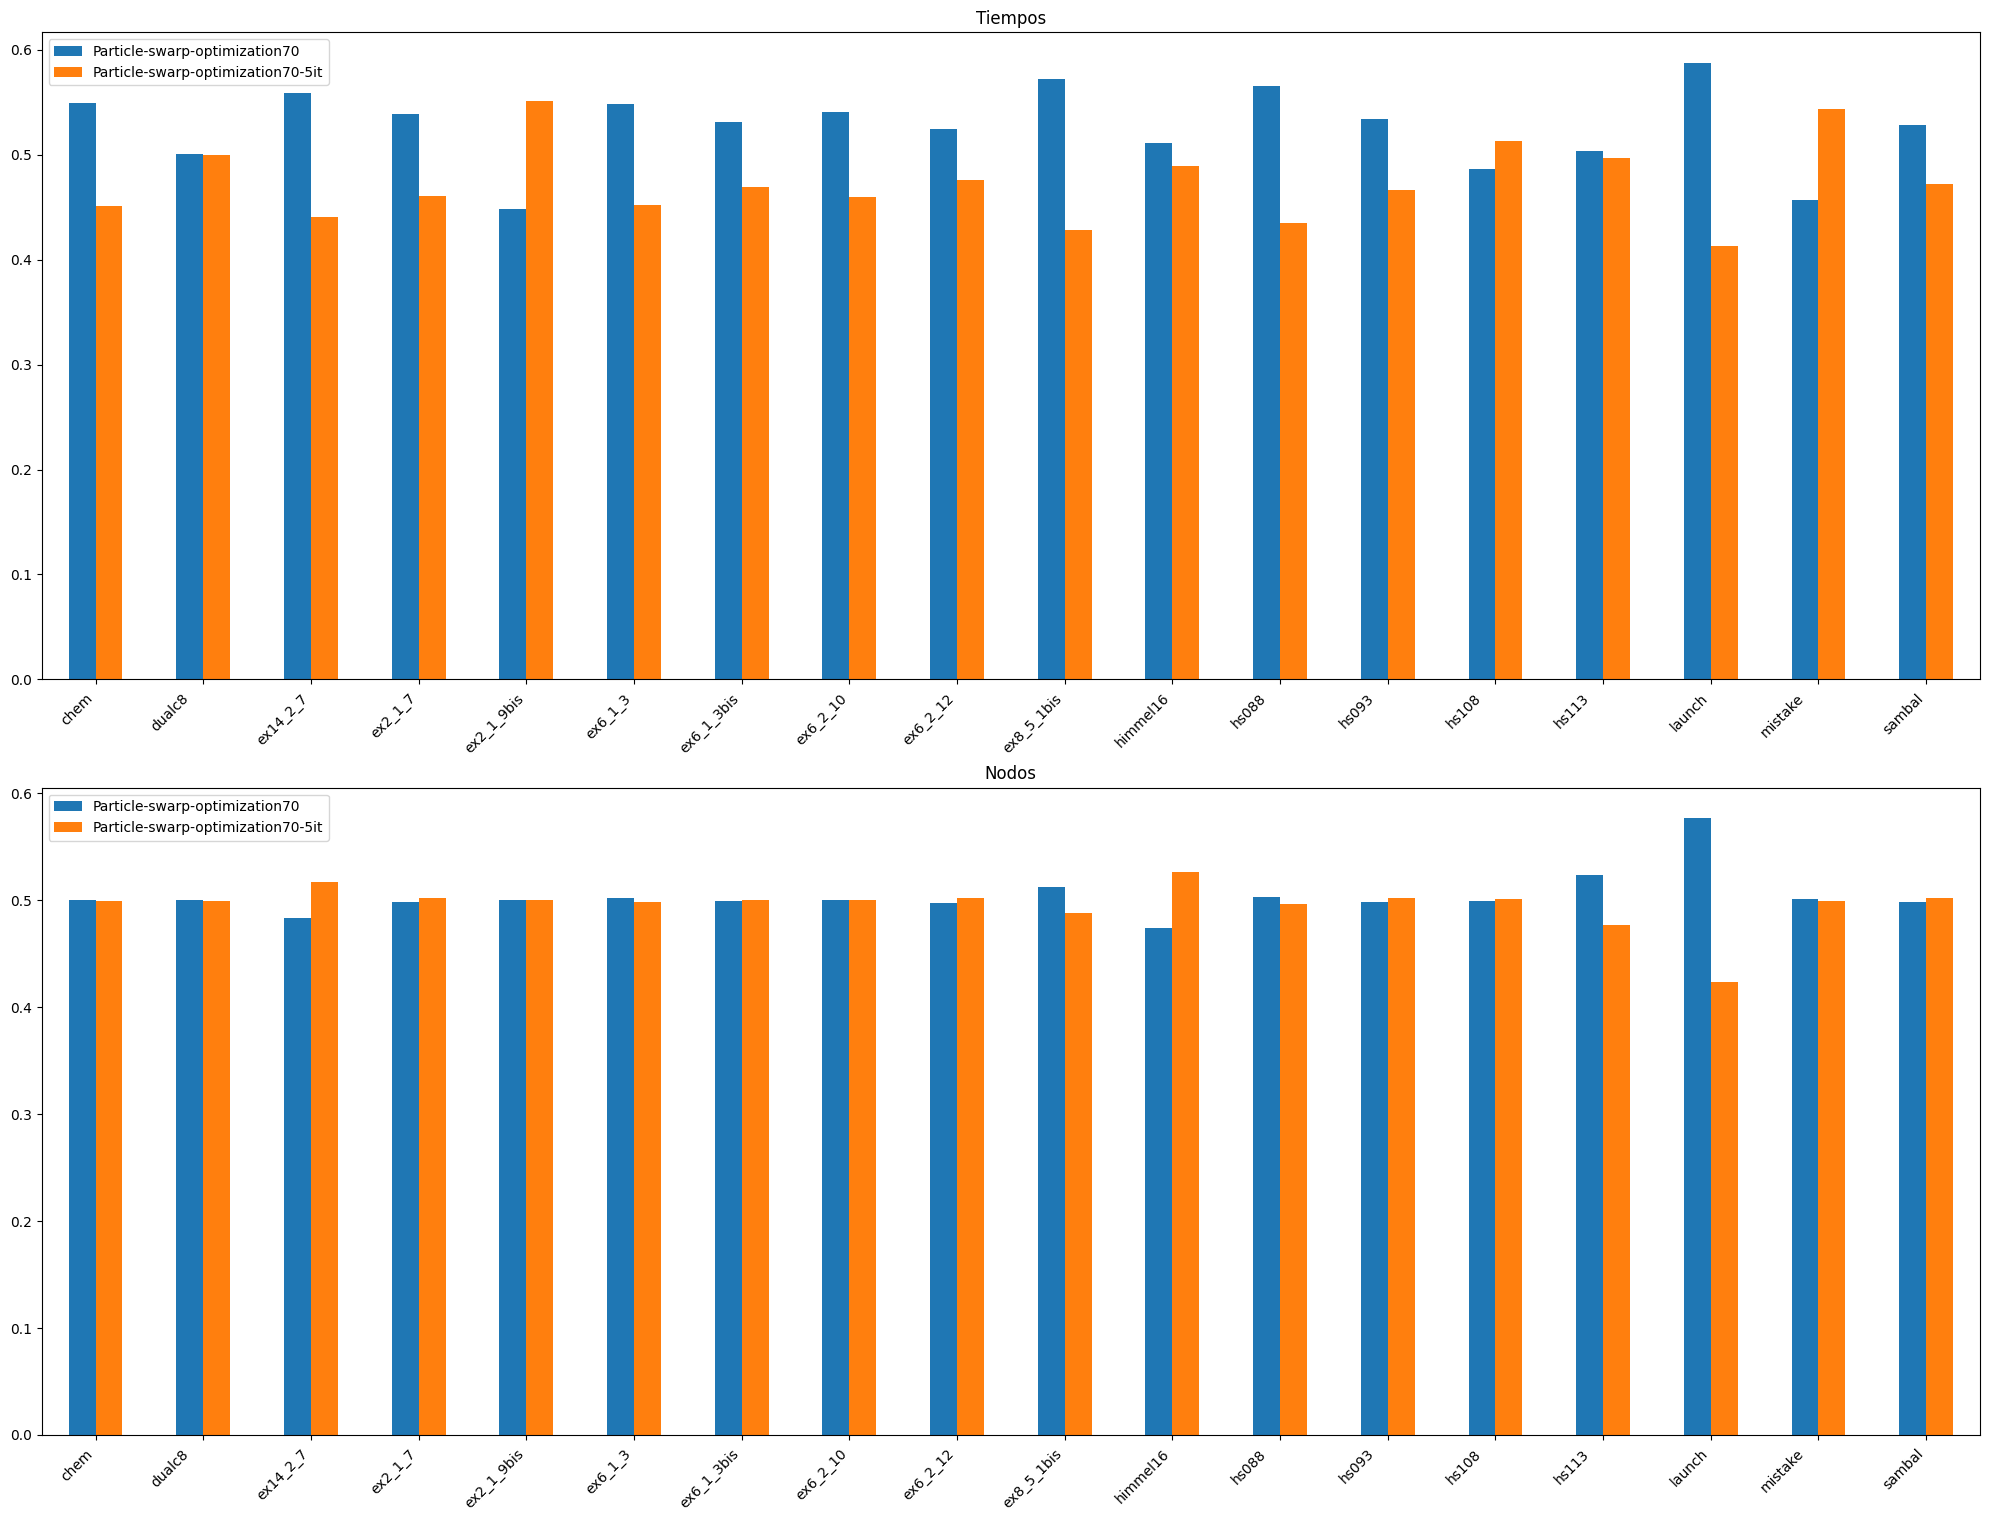 Tiempos
Particle-swarp-optimization70
Particle-swarp-optimization70-5it
0.6
0.5
0.4
0.3
0.2
0.1
0.0
chem
dualc8
ex14_2_7
ex2_1_7
ex2_1_9bis
ex6_1_3
ex6_1_3bis
ex6_2_10
ex6_2_12
ex8_5_1bis
himmel16
hs088
hs093
hs108
hs113
launch
mistake
sambal
Nodos
Particle-swarp-optimization70
Particle-swarp-optimization70-5it
0.6
0.5
0.4
0.3
0.2
0.1
0.0
chem
dualc8
ex14_2_7
ex2_1_7
ex2_1_9bis
ex6_1_3
ex6_1_3bis
ex6_2_10
ex6_2_12
ex8_5_1bis
himmel16
hs088
hs093
hs108
hs113
launch
mistake
sambal